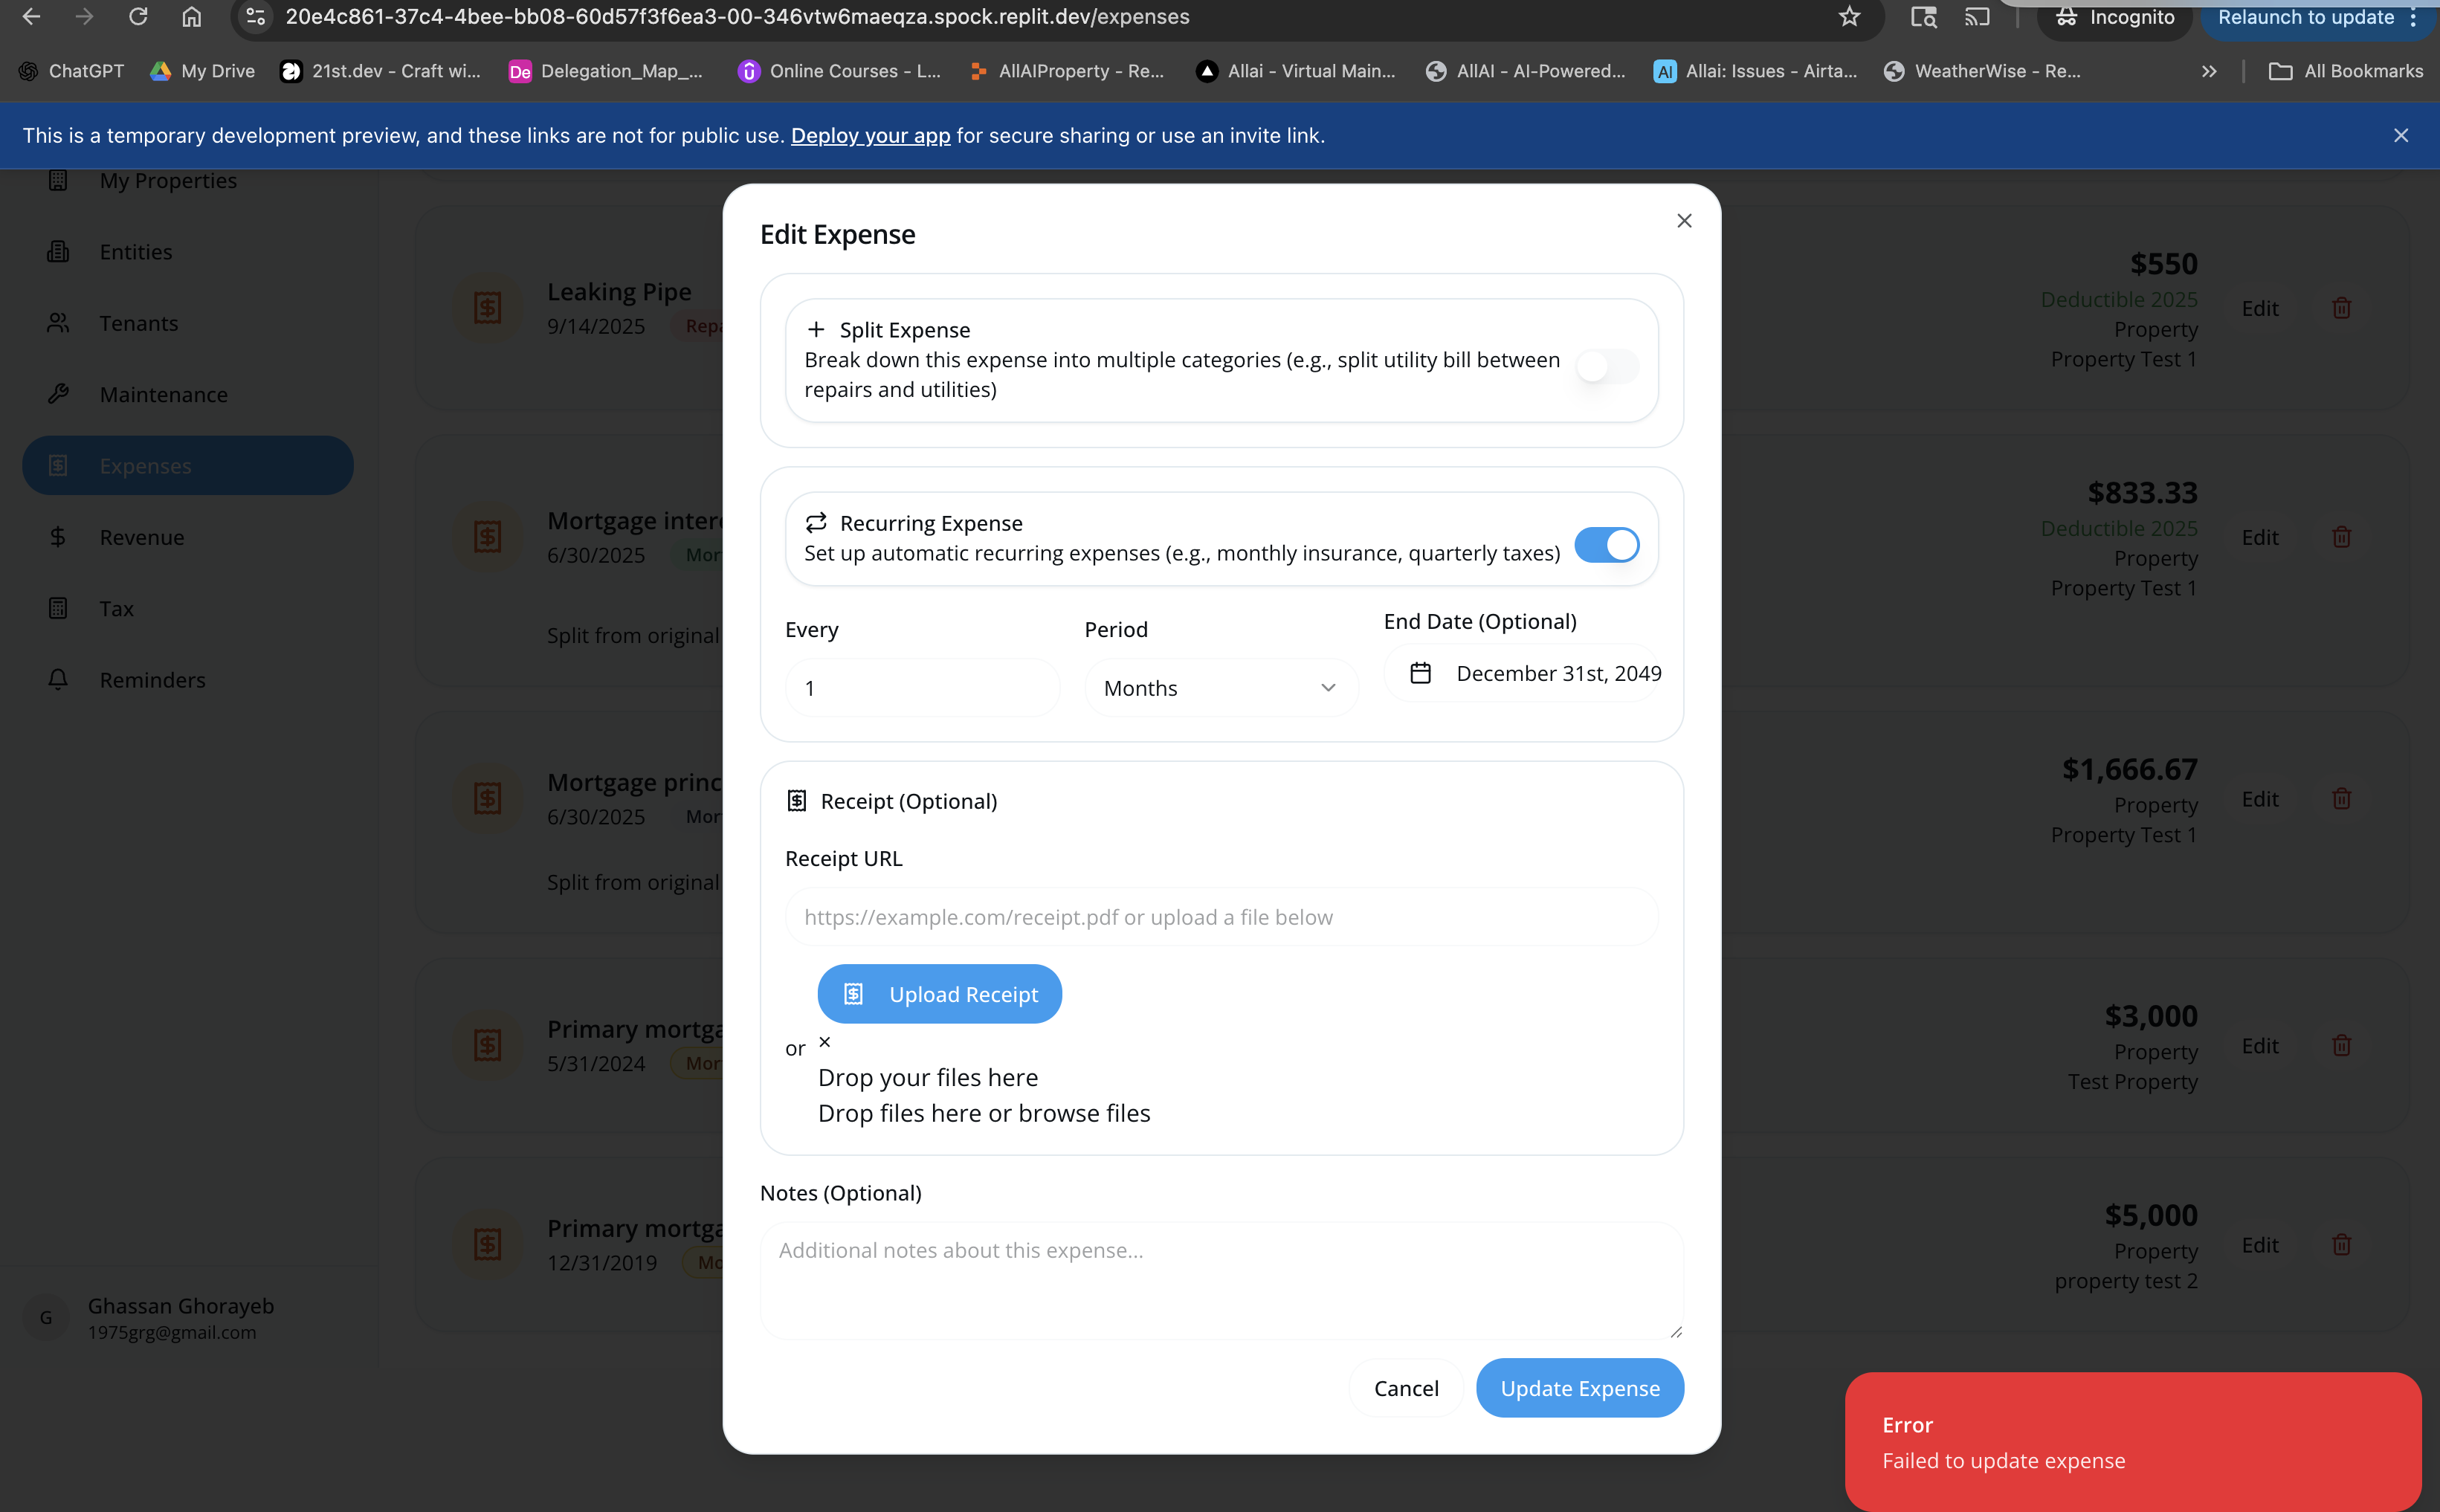 20e4c861-37c4-4bee-bb08-60d57f3f6ea3-00-346vtw6maeqza.spock.replit.dev/expenses
Incognito
Relaunch to update
ChatGPT
My Drive
21st.dev - Craft wi...
De
Delegation_Map_...
Online Courses - L...
AllAIProperty - Re...
Allai - Virtual Main...
AllAI - AI-Powered...
AI
Allai: Issues - Airta...
WeatherWise - Re...
All Bookmarks
This is a temporary development preview, and these links are not for public use. Deploy your app for secure sharing or use an invite link.
My Properties
Entities
Tenants
Maintenance
Expenses
Revenue
Tax
Reminders
G
Ghassan Ghorayeb
1975grg@gmail.com
Leaking Pipe
9/14/2025
Repa
$550
Deductible 2025
Property
Property Test 1
Edit
Mortgage inter
6/30/2025
Mor
Split from original
$833.33
Deductible 2025
Property
Property Test 1
Edit
Mortgage princ
6/30/2025
Mor
Split from original
$1,666.67
Property
Property Test 1
Edit
Primary mortga
5/31/2024
Mor
$3,000
Property
Test Property
Edit
Primary mortga
12/31/2019
Mo
$5,000
Property
property test 2
Edit
Edit Expense
Split Expense
Break down this expense into multiple categories (e.g., split utility bill between
repairs and utilities)
Recurring Expense
Set up automatic recurring expenses (e.g., monthly insurance, quarterly taxes)
Every
Period
End Date (Optional)
1
Months
December 31st, 2049
Receipt (Optional)
Receipt URL
https://example.com/receipt.pdf or upload a file below
Upload Receipt
or
Drop your files here
Drop files here or browse files
Notes (Optional)
Additional notes about this expense...
Cancel
Update Expense
Error
Failed to update expense